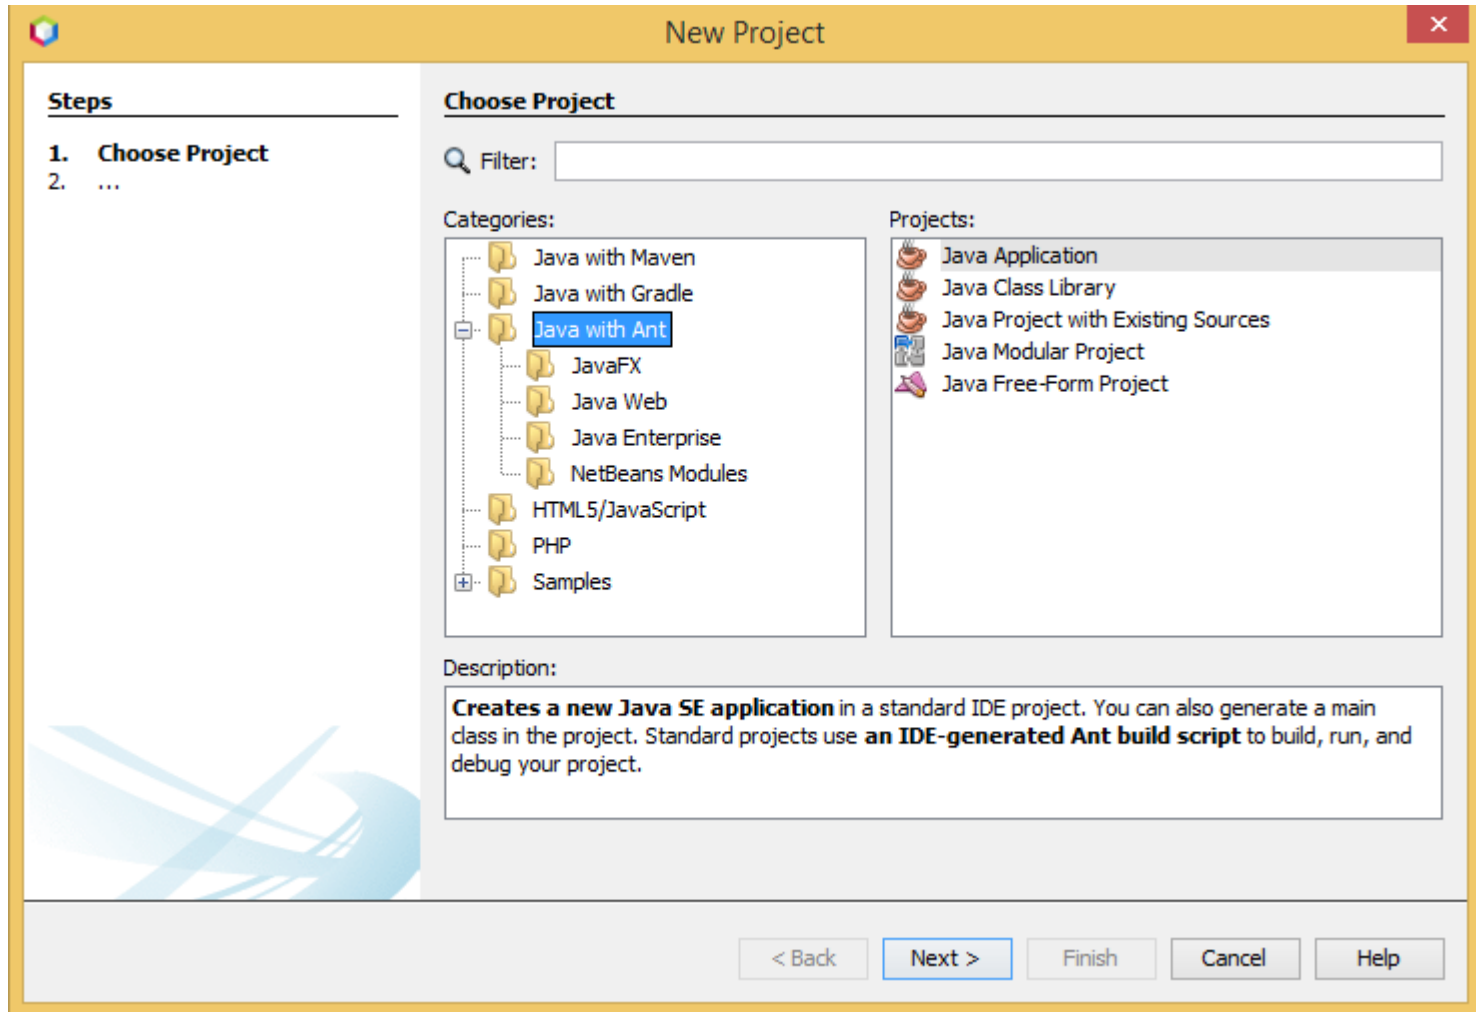 New Project
Steps
1. Choose Project
2. ...
Choose Project
Filter:
Categories:
Java with Maven
Java with Gradle
Java with Ant
JavaFX
Java Web
Java Enterprise
NetBeans Modules
HTML5/JavaScript
PHP
Samples
Projects:
Java Application
Java Class Library
Java Project with Existing Sources
Java Modular Project
Java Free-Form Project
Description:
Creates a new Java SE application in a standard IDE project. You can also generate a main
class in the project. Standard projects use an IDE-generated Ant build script to build, run, and
debug your project.
< Back
Next >
Finish
Cancel
Help